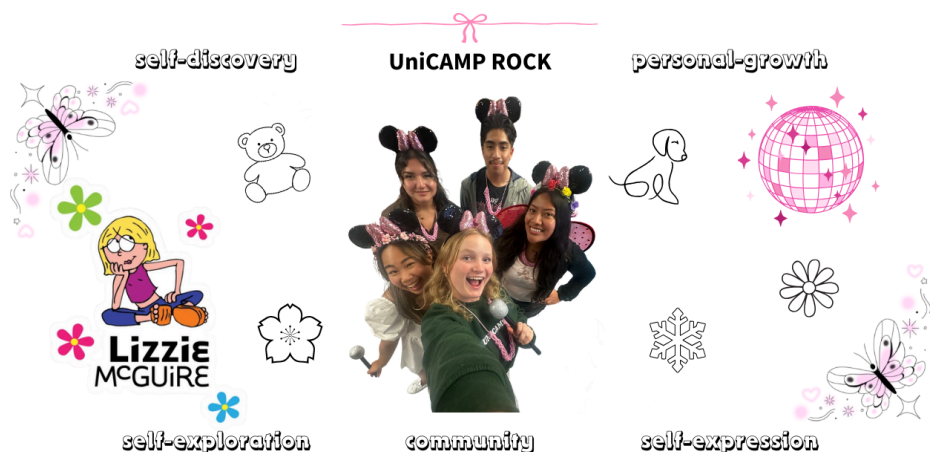 self-discovery
UniCAMP ROCK
personal-growth
Lizzie
McGUiRE
self-exploration
community
self-expression